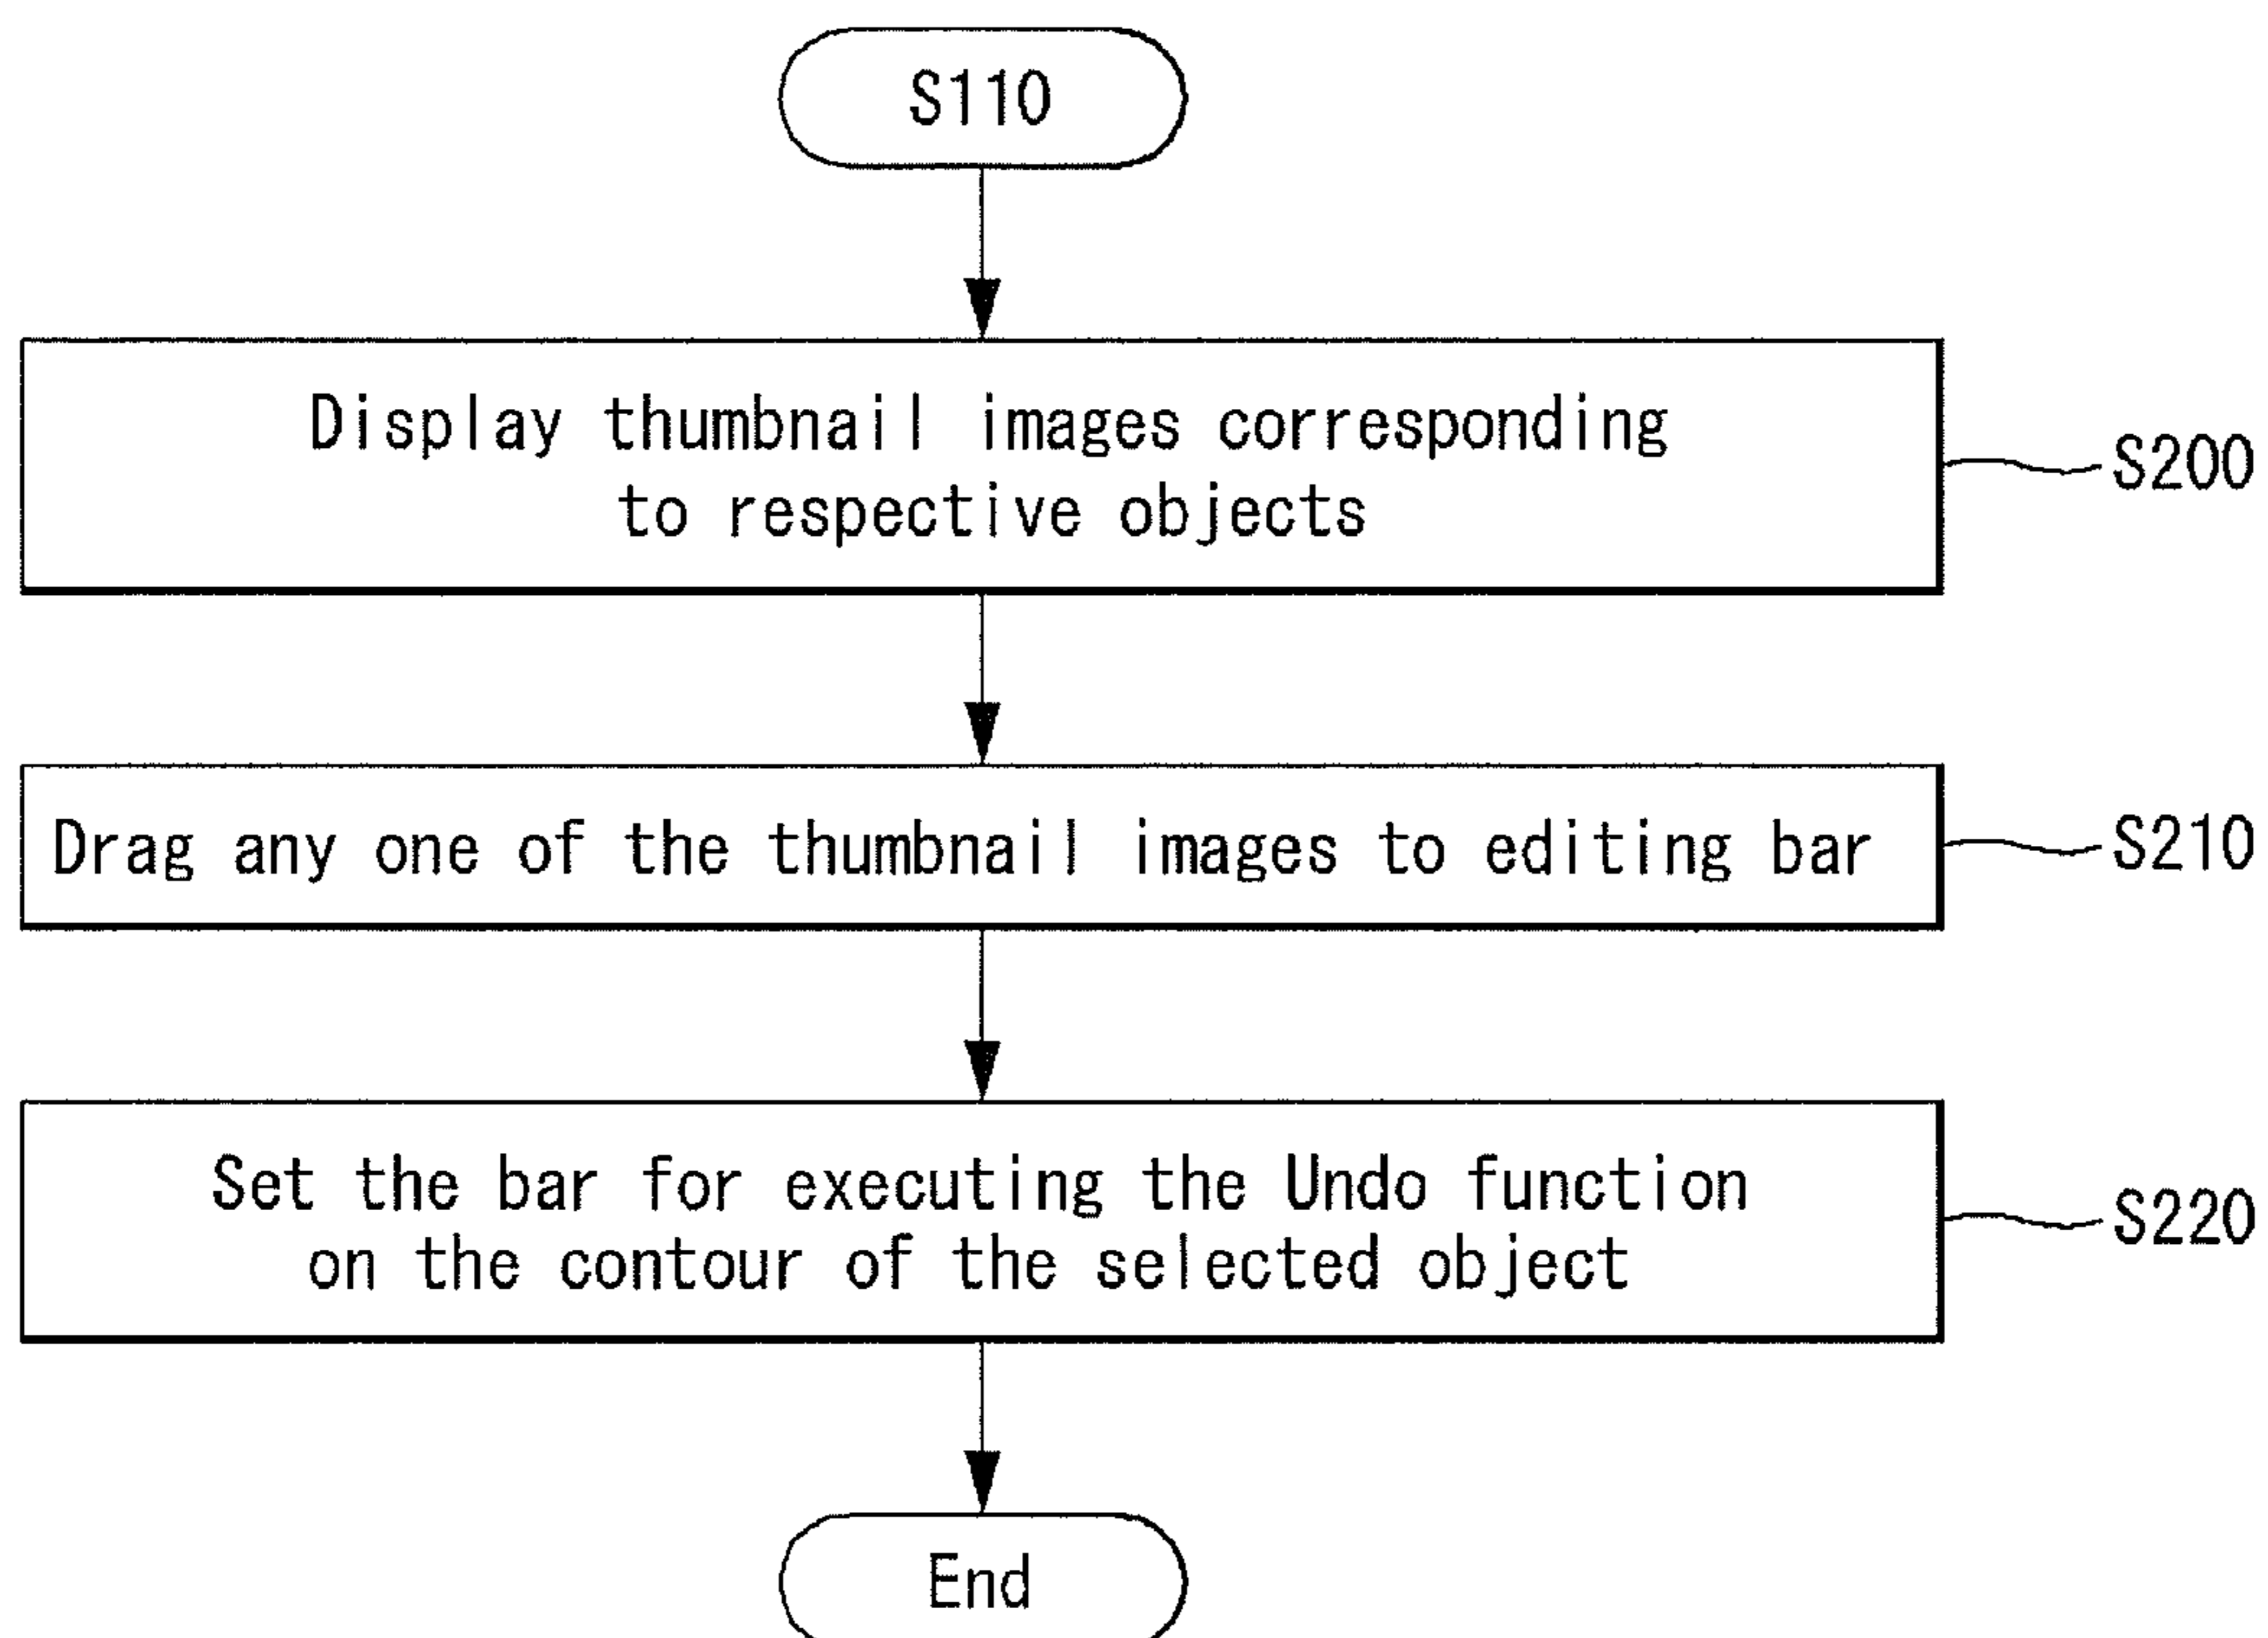 S110
Display thumbnail images corresponding
to respective objects
S200
Drag any one of the thumbnail images to editing bar
S210
Set the bar for executing the Undo function
on the contour of the selected object
S220
End